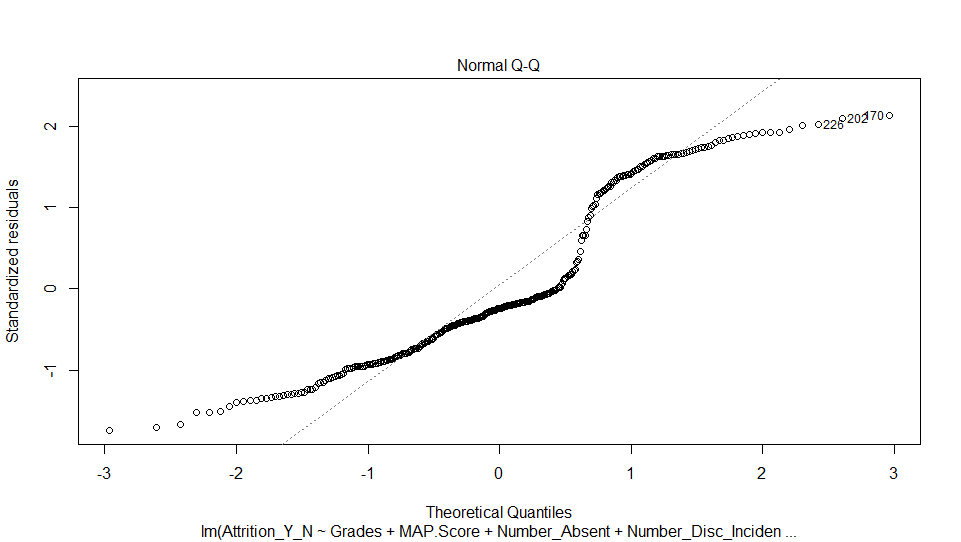 Normal Q-Q
Standardized residuals
2
1
0
-1
226 202 170
-3 -2 -1 0 1 2 3
Theoretical Quantiles
lm(Attrition_Y_N ~ Grades + MAP.Score + Number_Absent + Number_Disc_Inciden ...